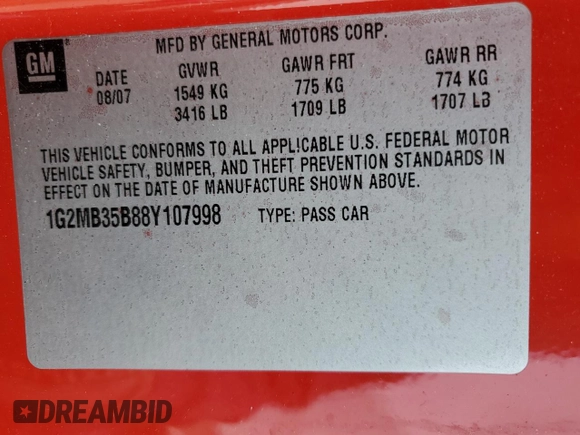 GM
MFD BY GENERAL MOTORS CORP.
DATE GVWR GAWR FRT GAWR RR
08/07 1549 KG 775 KG 774 KG
3416 LB 1709 LB 1707 LB
THIS VEHICLE CONFORMS TO ALL APPLICABLE U.S. FEDERAL MOTOR
VEHICLE SAFETY, BUMPER, AND THEFT PREVENTION STANDARDS IN
EFFECT ON THE DATE OF MANUFACTURE SHOWN ABOVE.
1G2MB35B88Y107998 TYPE: PASS CAR
DREAMBID